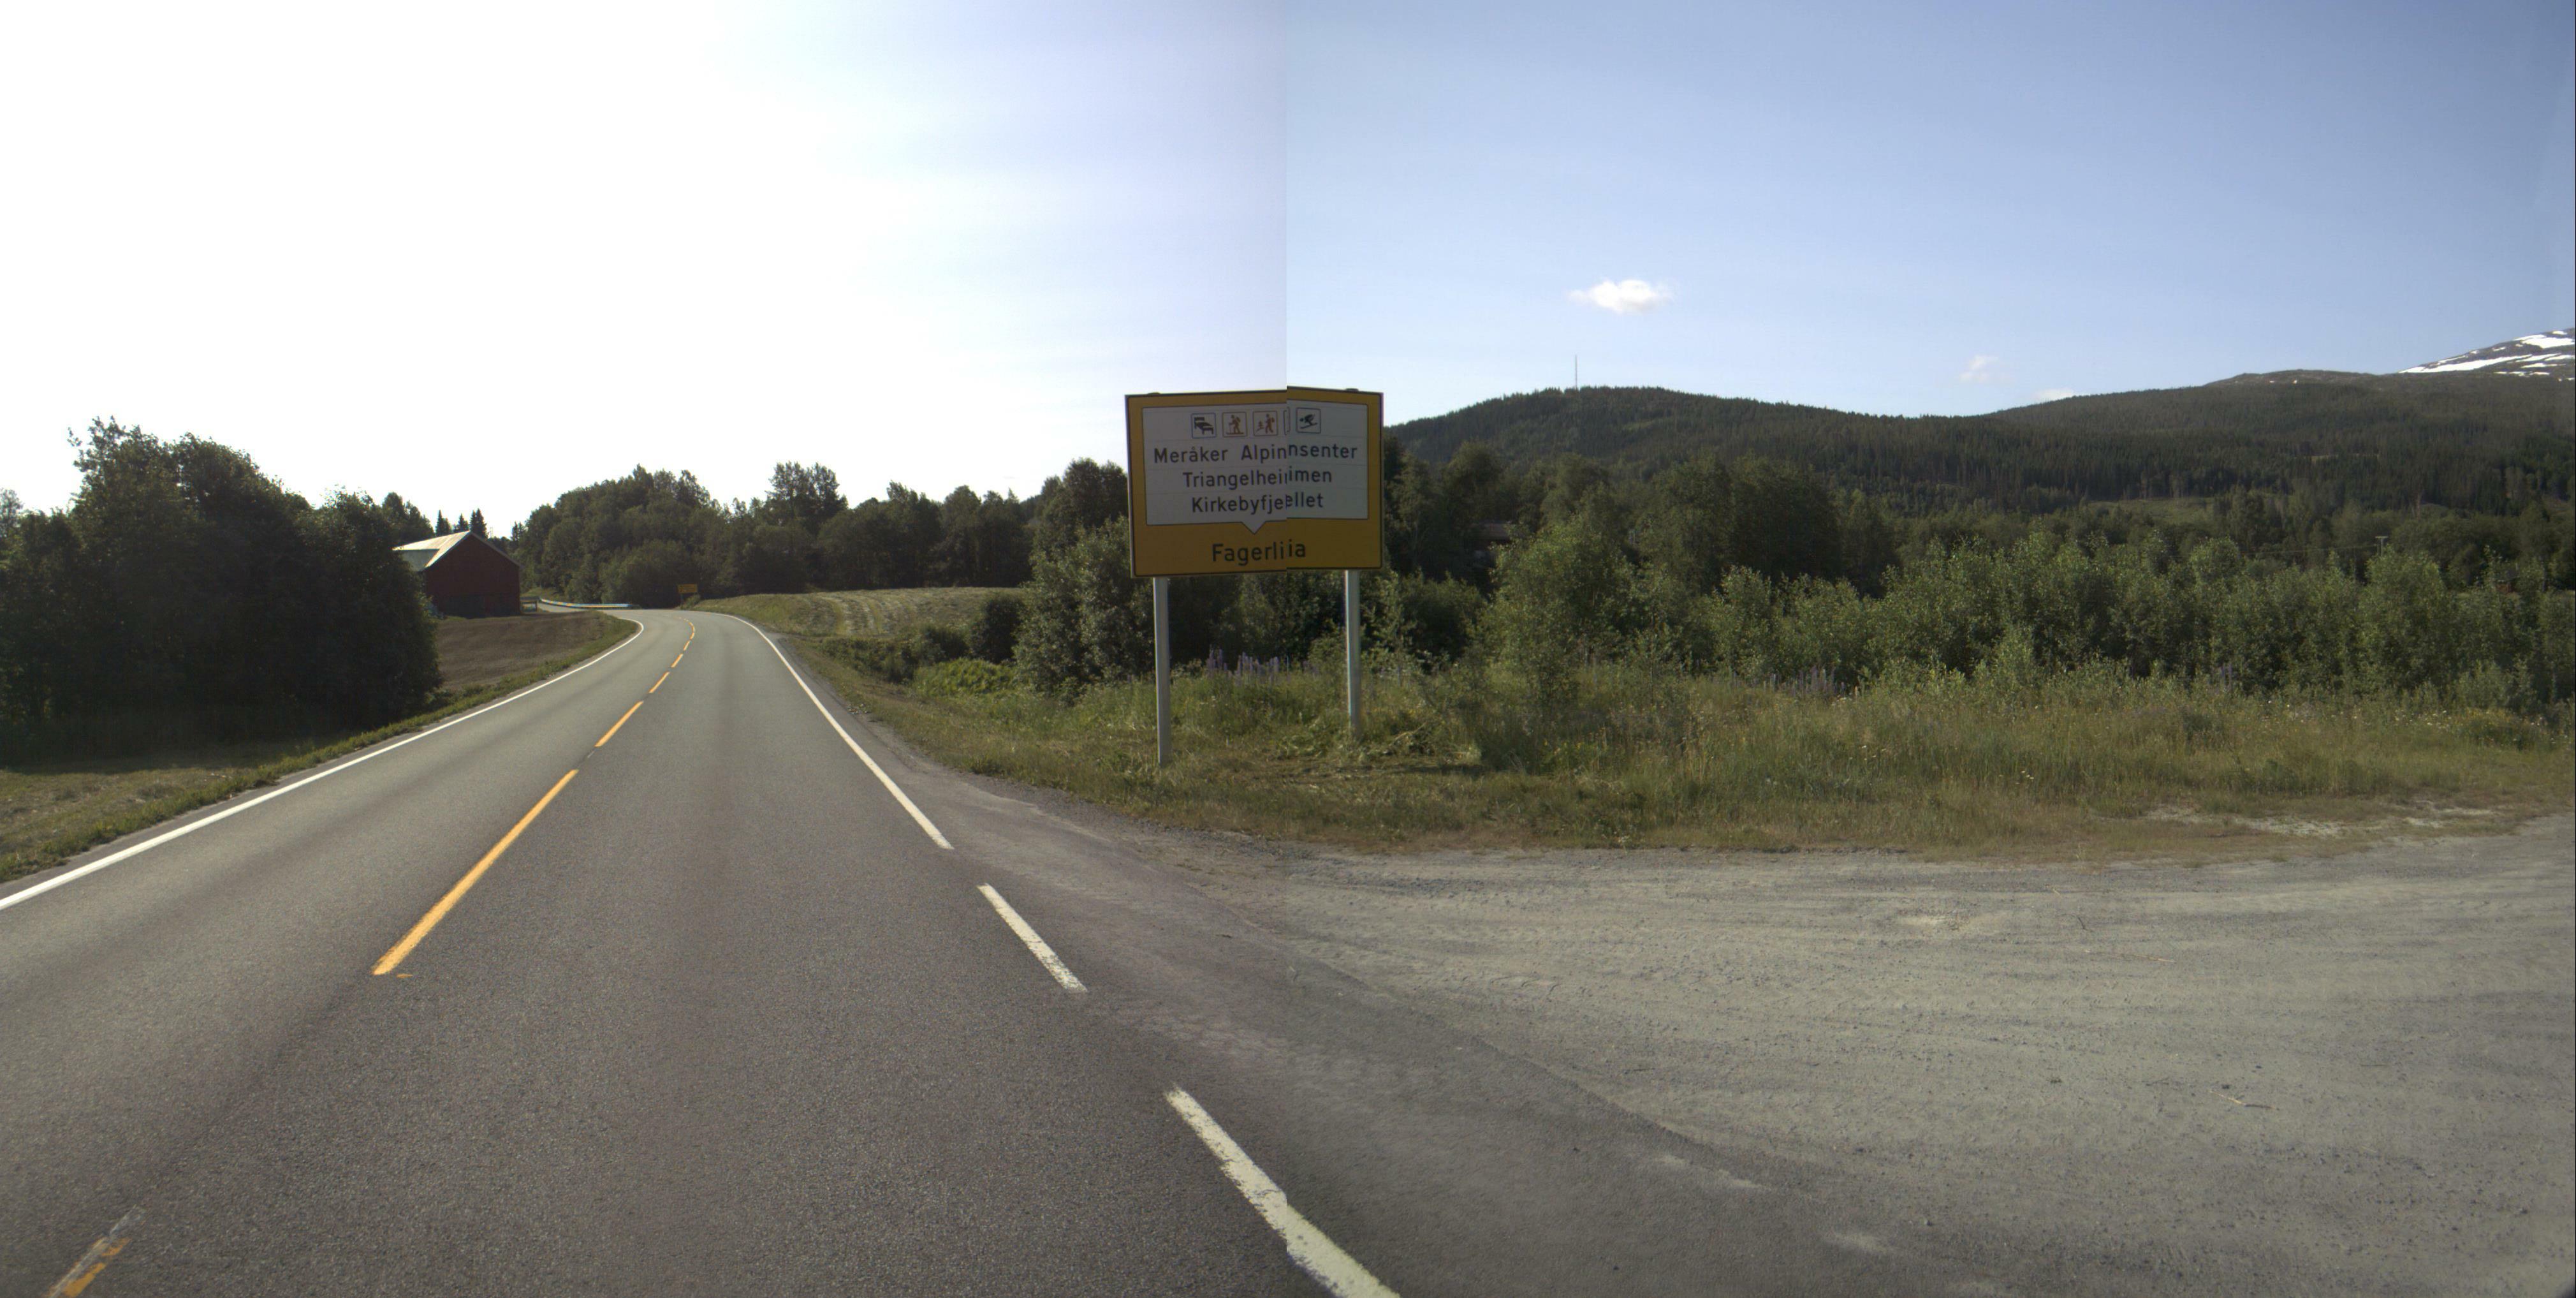 Meråker Alpinsenter
Triangelheimen
Kirkebyfjellet
Fagerlia